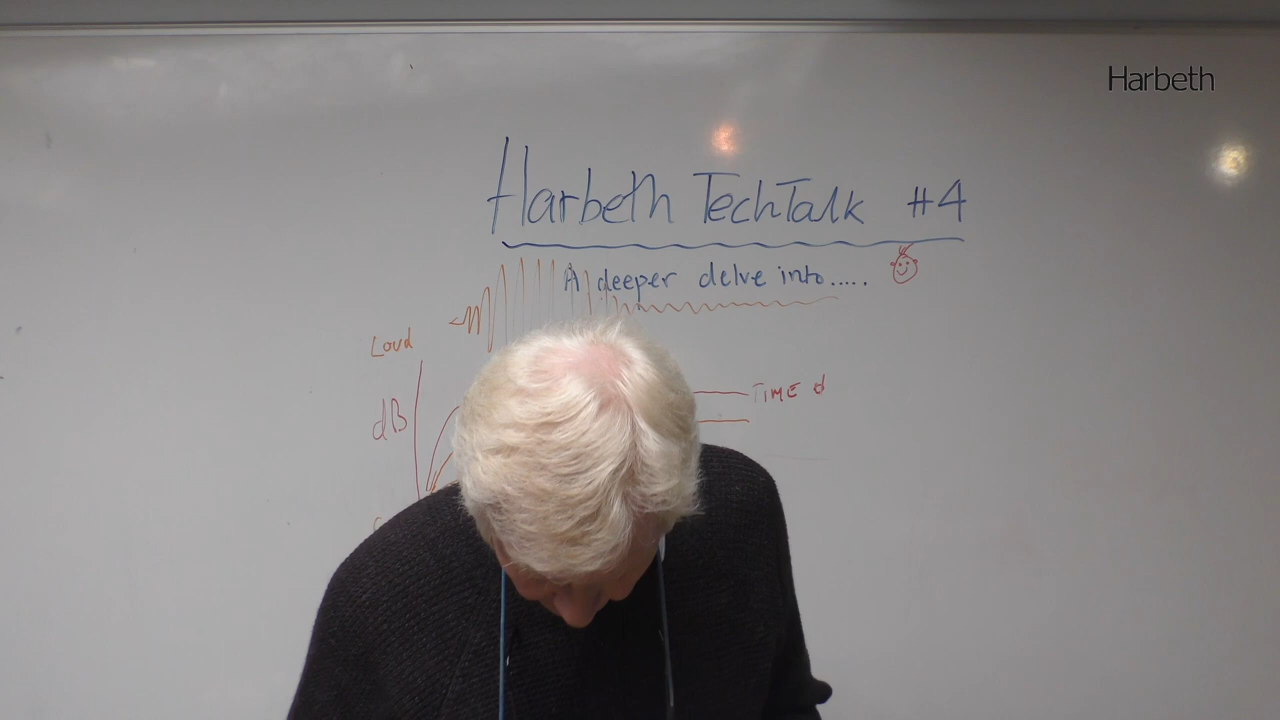 Harbeth
Harbeth TechTalk #4
A deeper delve into.....
Loud
dB
TIME